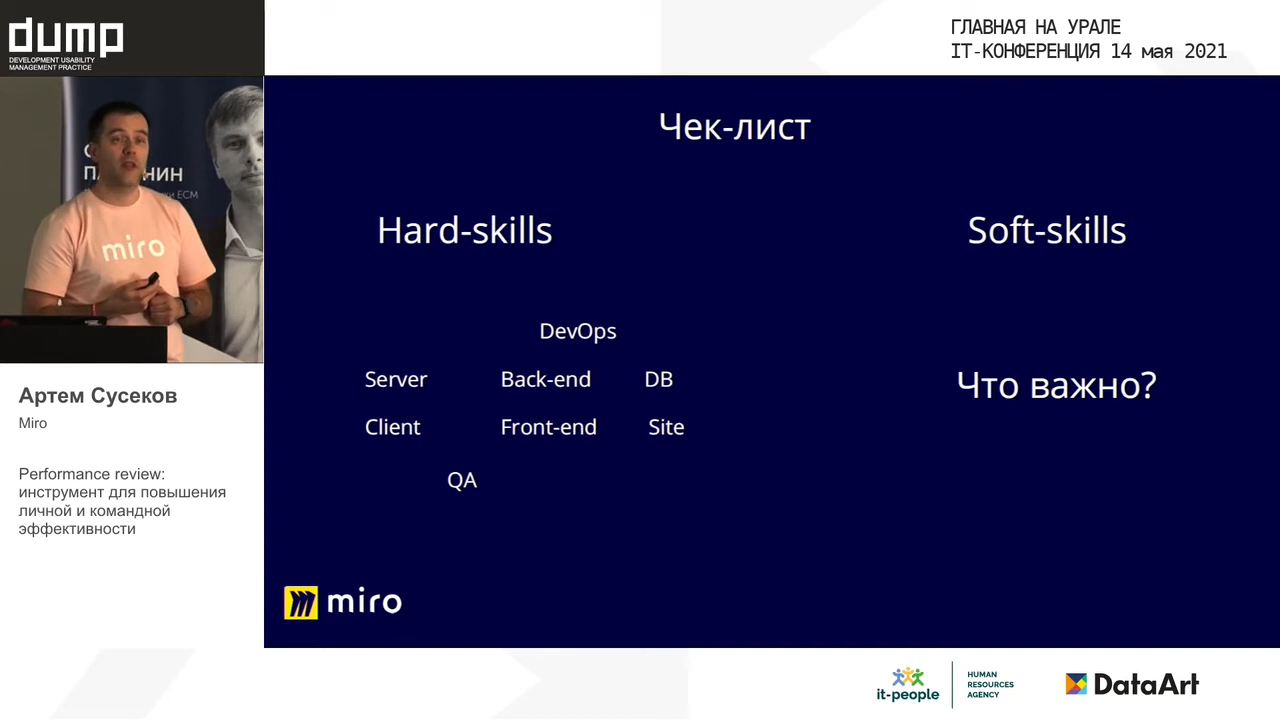 dump
DEVELOPMENT USABILITY
MANAGEMENT PRACTICE
ГЛАВНАЯ НА УРАЛЕ
IT-КОНФЕРЕНЦИЯ 14 мая 2021
miro
Артем Сусеков
Miro
Performance review:
инструмент для повышения
личной и командной
эффективности
Чек-лист
Hard-skills
Soft-skills
DevOps
Server Back-end DB
Client Front-end Site
QA
Что важно?
miro
it-people
HUMAN
RESOURCES
AGENCY
DataArt